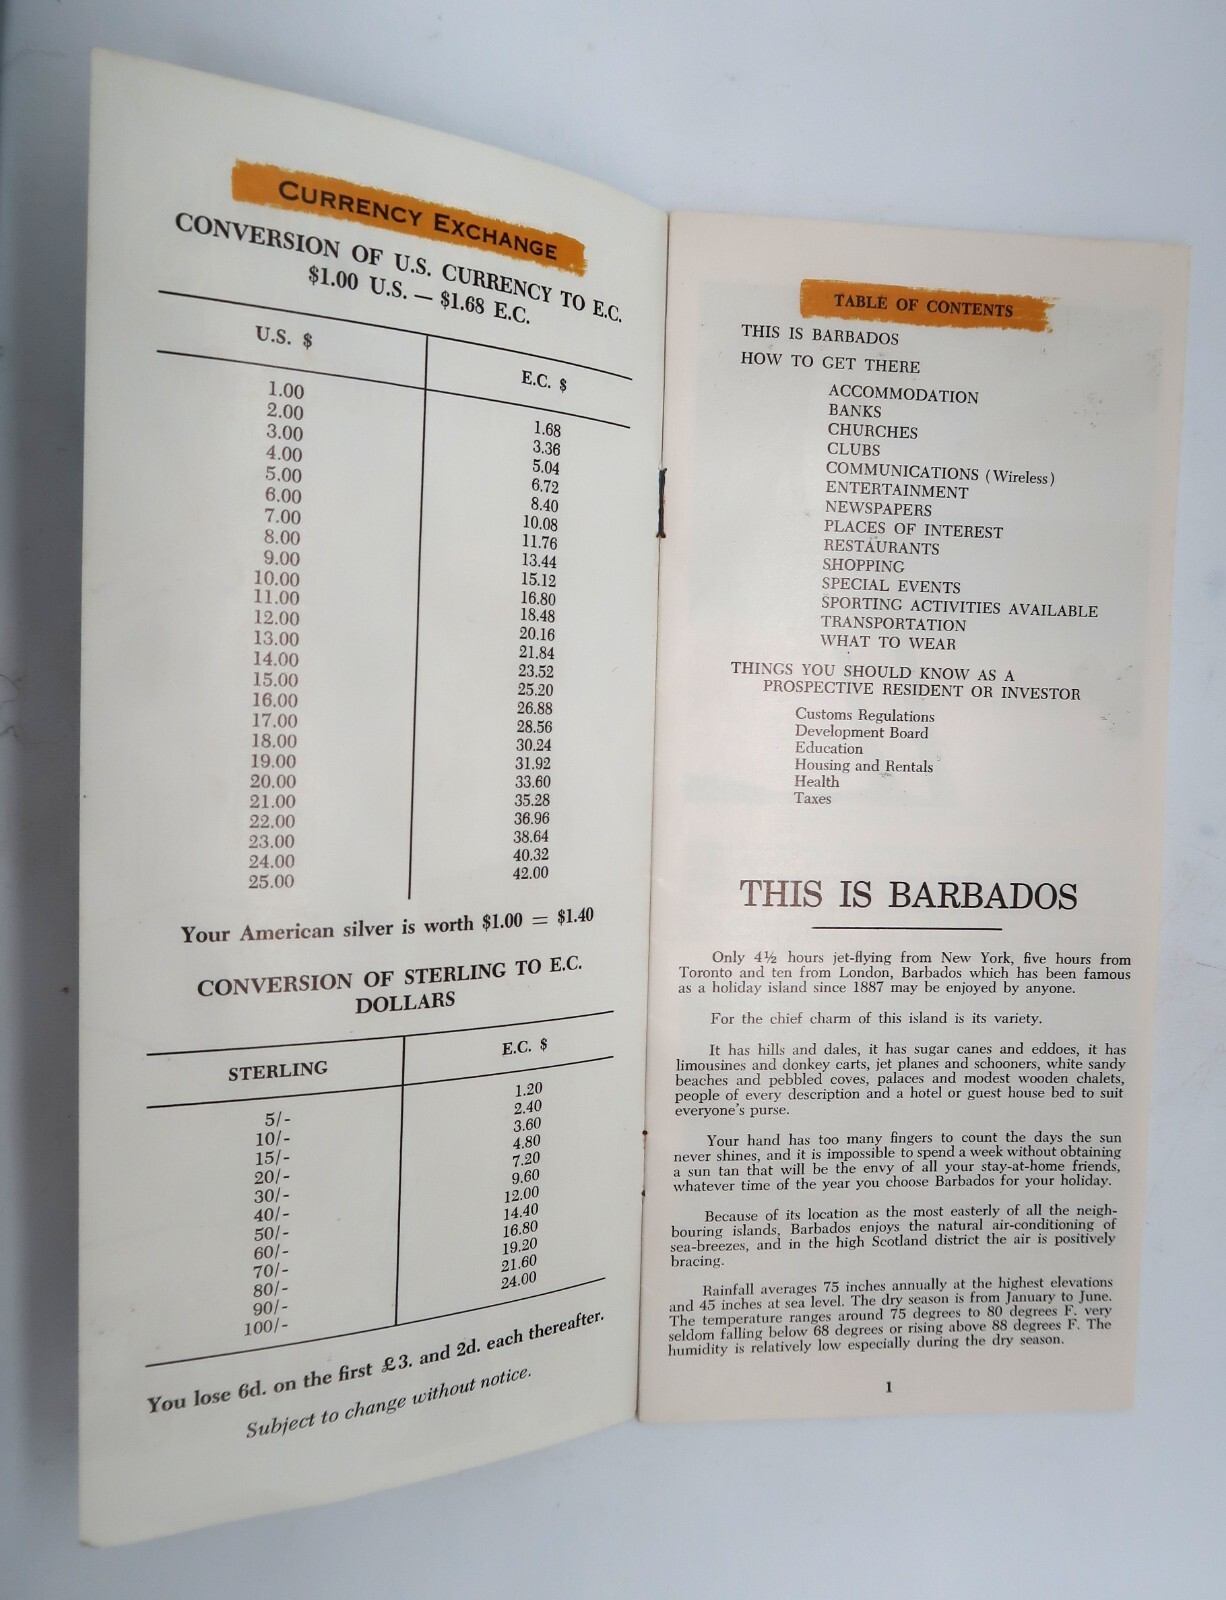 CURRENCY EXCHANGE
CONVERSION OF U.S. CURRENCY TO E.C.
$1.00 U.S. — $1.68 E.C.
U.S. $ E.C. $
1.00 1.68
2.00 3.36
3.00 5.04
4.00 6.72
5.00 8.40
6.00 10.08
7.00 11.76
8.00 13.44
9.00 15.12
10.00 16.80
11.00 18.48
12.00 20.16
13.00 21.84
14.00 23.52
15.00 25.20
16.00 26.88
17.00 28.56
18.00 30.24
19.00 31.92
20.00 33.60
21.00 35.28
22.00 36.96
23.00 38.64
24.00 40.32
25.00 42.00
Your American silver is worth $1.00 = $1.40
CONVERSION OF STERLING TO E.C.
DOLLARS
STERLING E.C. $
5/- 1.20
10/- 2.40
15/- 3.60
20/- 4.80
30/- 7.20
40/- 9.60
50/- 12.00
60/- 14.40
70/- 16.80
80/- 19.20
90/- 21.60
100/- 24.00
You lose 6d. on the first £3. and 2d. each thereafter.
Subject to change without notice.
TABLE OF CONTENTS
THIS IS BARBADOS
HOW TO GET THERE
ACCOMMODATION
BANKS
CHURCHES
CLUBS
COMMUNICATIONS (Wireless)
ENTERTAINMENT
NEWSPAPERS
PLACES OF INTEREST
RESTAURANTS
SHOPPING
SPECIAL EVENTS
SPORTING ACTIVITIES AVAILABLE
TRANSPORTATION
WHAT TO WEAR
THINGS YOU SHOULD KNOW AS A
PROSPECTIVE RESIDENT OR INVESTOR
Customs Regulations
Development Board
Education
Housing and Rentals
Health
Taxes
THIS IS BARBADOS
Only 4½ hours jet-flying from New York, five hours from
Toronto and ten from London, Barbados which has been famous
as a holiday island since 1887 may be enjoyed by anyone.
For the chief charm of this island is its variety.
It has hills and dales, it has sugar canes and eddoes, it has
limousines and donkey carts, jet planes and schooners, white sandy
beaches and pebbled coves, palaces and modest wooden chalets,
people of every description and a hotel or guest house bed to suit
everyone's purse.
Your hand has too many fingers to count the days the sun
never shines, and it is impossible to spend a week without obtaining
a sun tan that will be the envy of all your stay-at-home friends,
whatever time of the year you choose Barbados for your holiday.
Because of its location as the most easterly of all the neigh-
bouring islands, Barbados enjoys the natural air-conditioning of
sea-breezes, and in the high Scotland district the air is positively
bracing.
Rainfall averages 75 inches annually at the highest elevations
and 45 inches at sea level. The dry season is from January to June.
The temperature ranges around 75 degrees to 80 degrees F. very
seldom falling below 68 degrees or rising above 88 degrees F. The
humidity is relatively low especially during the dry season.
1